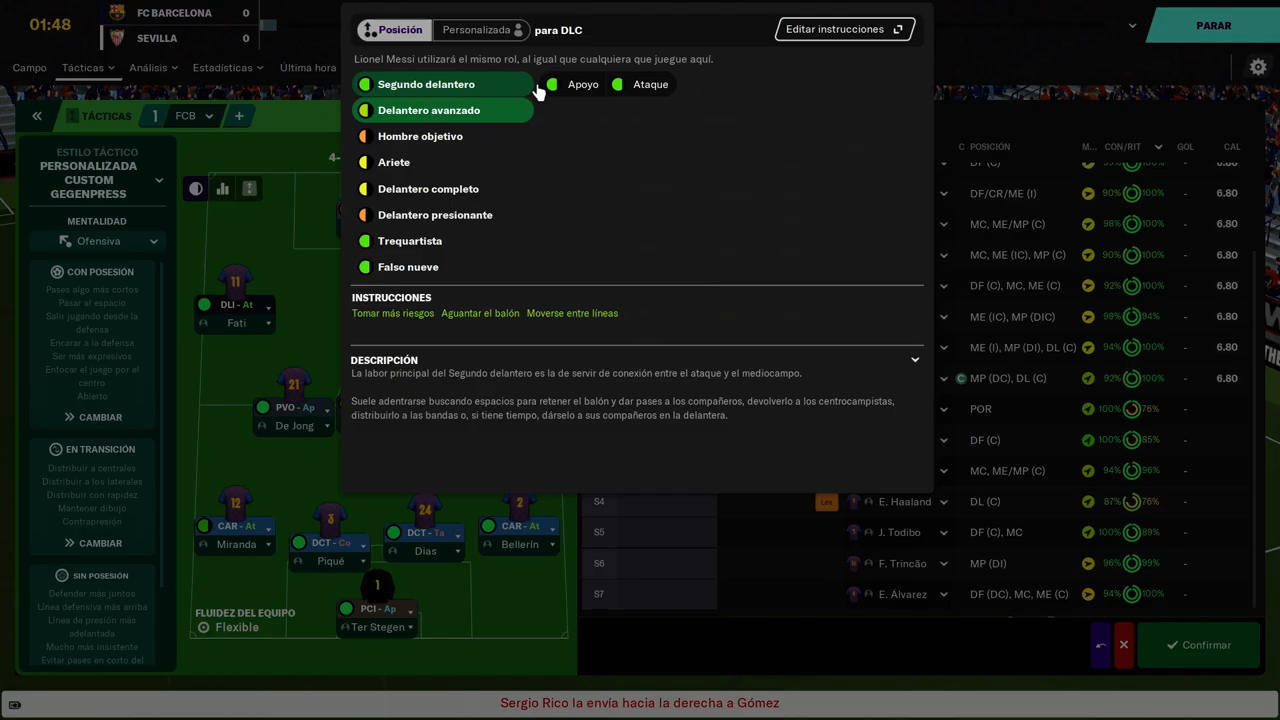 01:48
FC BARCELONA 0
SEVILLA 0
PARAR
Campo Tácticas Análisis Estadísticas Última hora
Posición Personalizada para DLC Editar instrucciones
Lionel Messi utilizará el mismo rol, al igual que cualquiera que juegue aquí.
Segundo delantero Apoyo Ataque
Delantero avanzado
Hombre objetivo
Ariete
Delantero completo
Delantero presionante
Trequartista
Falso nueve
INSTRUCCIONES
Tomar más riesgos Aguantar el balón Moverse entre líneas
DESCRIPCIÓN
La labor principal del Segundo delantero es la de servir de conexión entre el ataque y el mediocampo.
Suele adentrarse buscando espacios para retener el balón y dar pases a los compañeros, devolverlo a los centrocampistas,
distribuirlo a las bandas o, si tiene tiempo, dárselo a sus compañeros en la delantera.
TÁCTICAS 1 FCB
ESTILO TÁCTICO
PERSONALIZADA
CUSTOM
GEGENPRESS
MENTALIDAD
Ofensiva
CON POSESIÓN
Pases algo más cortos
Pasar al espacio
Salir jugando desde la
defensa
Encarar a la defensa
Ser más expresivos
Enfocar el juego por el
centro
Abierto
CAMBIAR
EN TRANSICIÓN
Distribuir a centrales
Distribuir a los laterales
Distribuir con rapidez
Mantener dibujo
Contrapresión
CAMBIAR
SIN POSESIÓN
Defender más juntos
Línea defensiva más arriba
Línea de presión más
adelantada
Mucho más insistente
Evitar pases en corto del
4-
11
DLI - At
Fati
21
PVO - Ap
De Jong
12
CAR - At
Miranda
3
DCT - Co
Piqué
24
DCT - Ta
Dias
2
CAR - At
Bellerín
1
PCI - Ap
Ter Stegen
FLUIDEZ DEL EQUIPO
Flexible
C POSICIÓN M... CON/RIT GOL CAL
DF (C) 99% 100% - 6.80
DF/CR/ME (I) 90% 100% - 6.80
MC, ME/MP (C) 98% 100% - 6.80
MC, ME (IC), MP (C) 90% 100% - 6.80
DF (C), MC, ME (C) 92% 100% - 6.80
ME (IC), MP (DIC) 98% 94% - 6.80
ME (I), MP (DI), DL (C) 94% 100% - 6.80
C MP (DC), DL (C) 92% 100% - 6.80
POR 100% 76% -
DF (C) 100% 85% -
MC, ME/MP (C) 94% 96% -
S4 Les E. Haaland DL (C) 87% 76% -
S5 J. Todibo DF (C), MC 100% 89% -
S6 F. Trincão MP (DI) 96% 99% -
S7 E. Álvarez DF (DC), MC, ME (C) 94% 100% -
Confirmar
Sergio Rico la envía hacia la derecha a Gómez